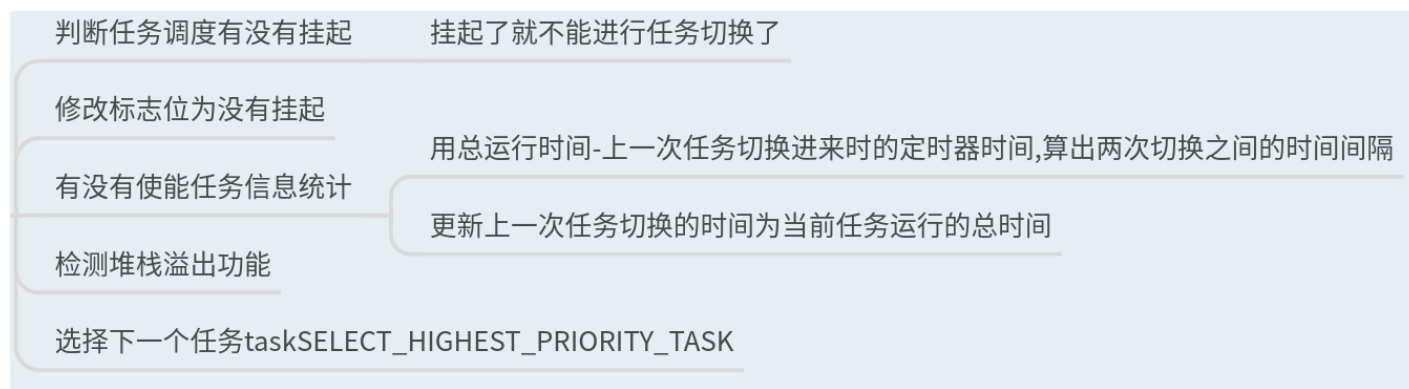 判断任务调度有没有挂起
挂起了就不能进行任务切换了
修改标志位为没有挂起
有没有使能任务信息统计
用总运行时间-上一次任务切换进来时的定时器时间,算出两次切换之间的时间间隔
更新上一次任务切换的时间为当前任务运行的总时间
检测堆栈溢出功能
选择下一个任务taskSELECT_HIGHEST_PRIORITY_TASK